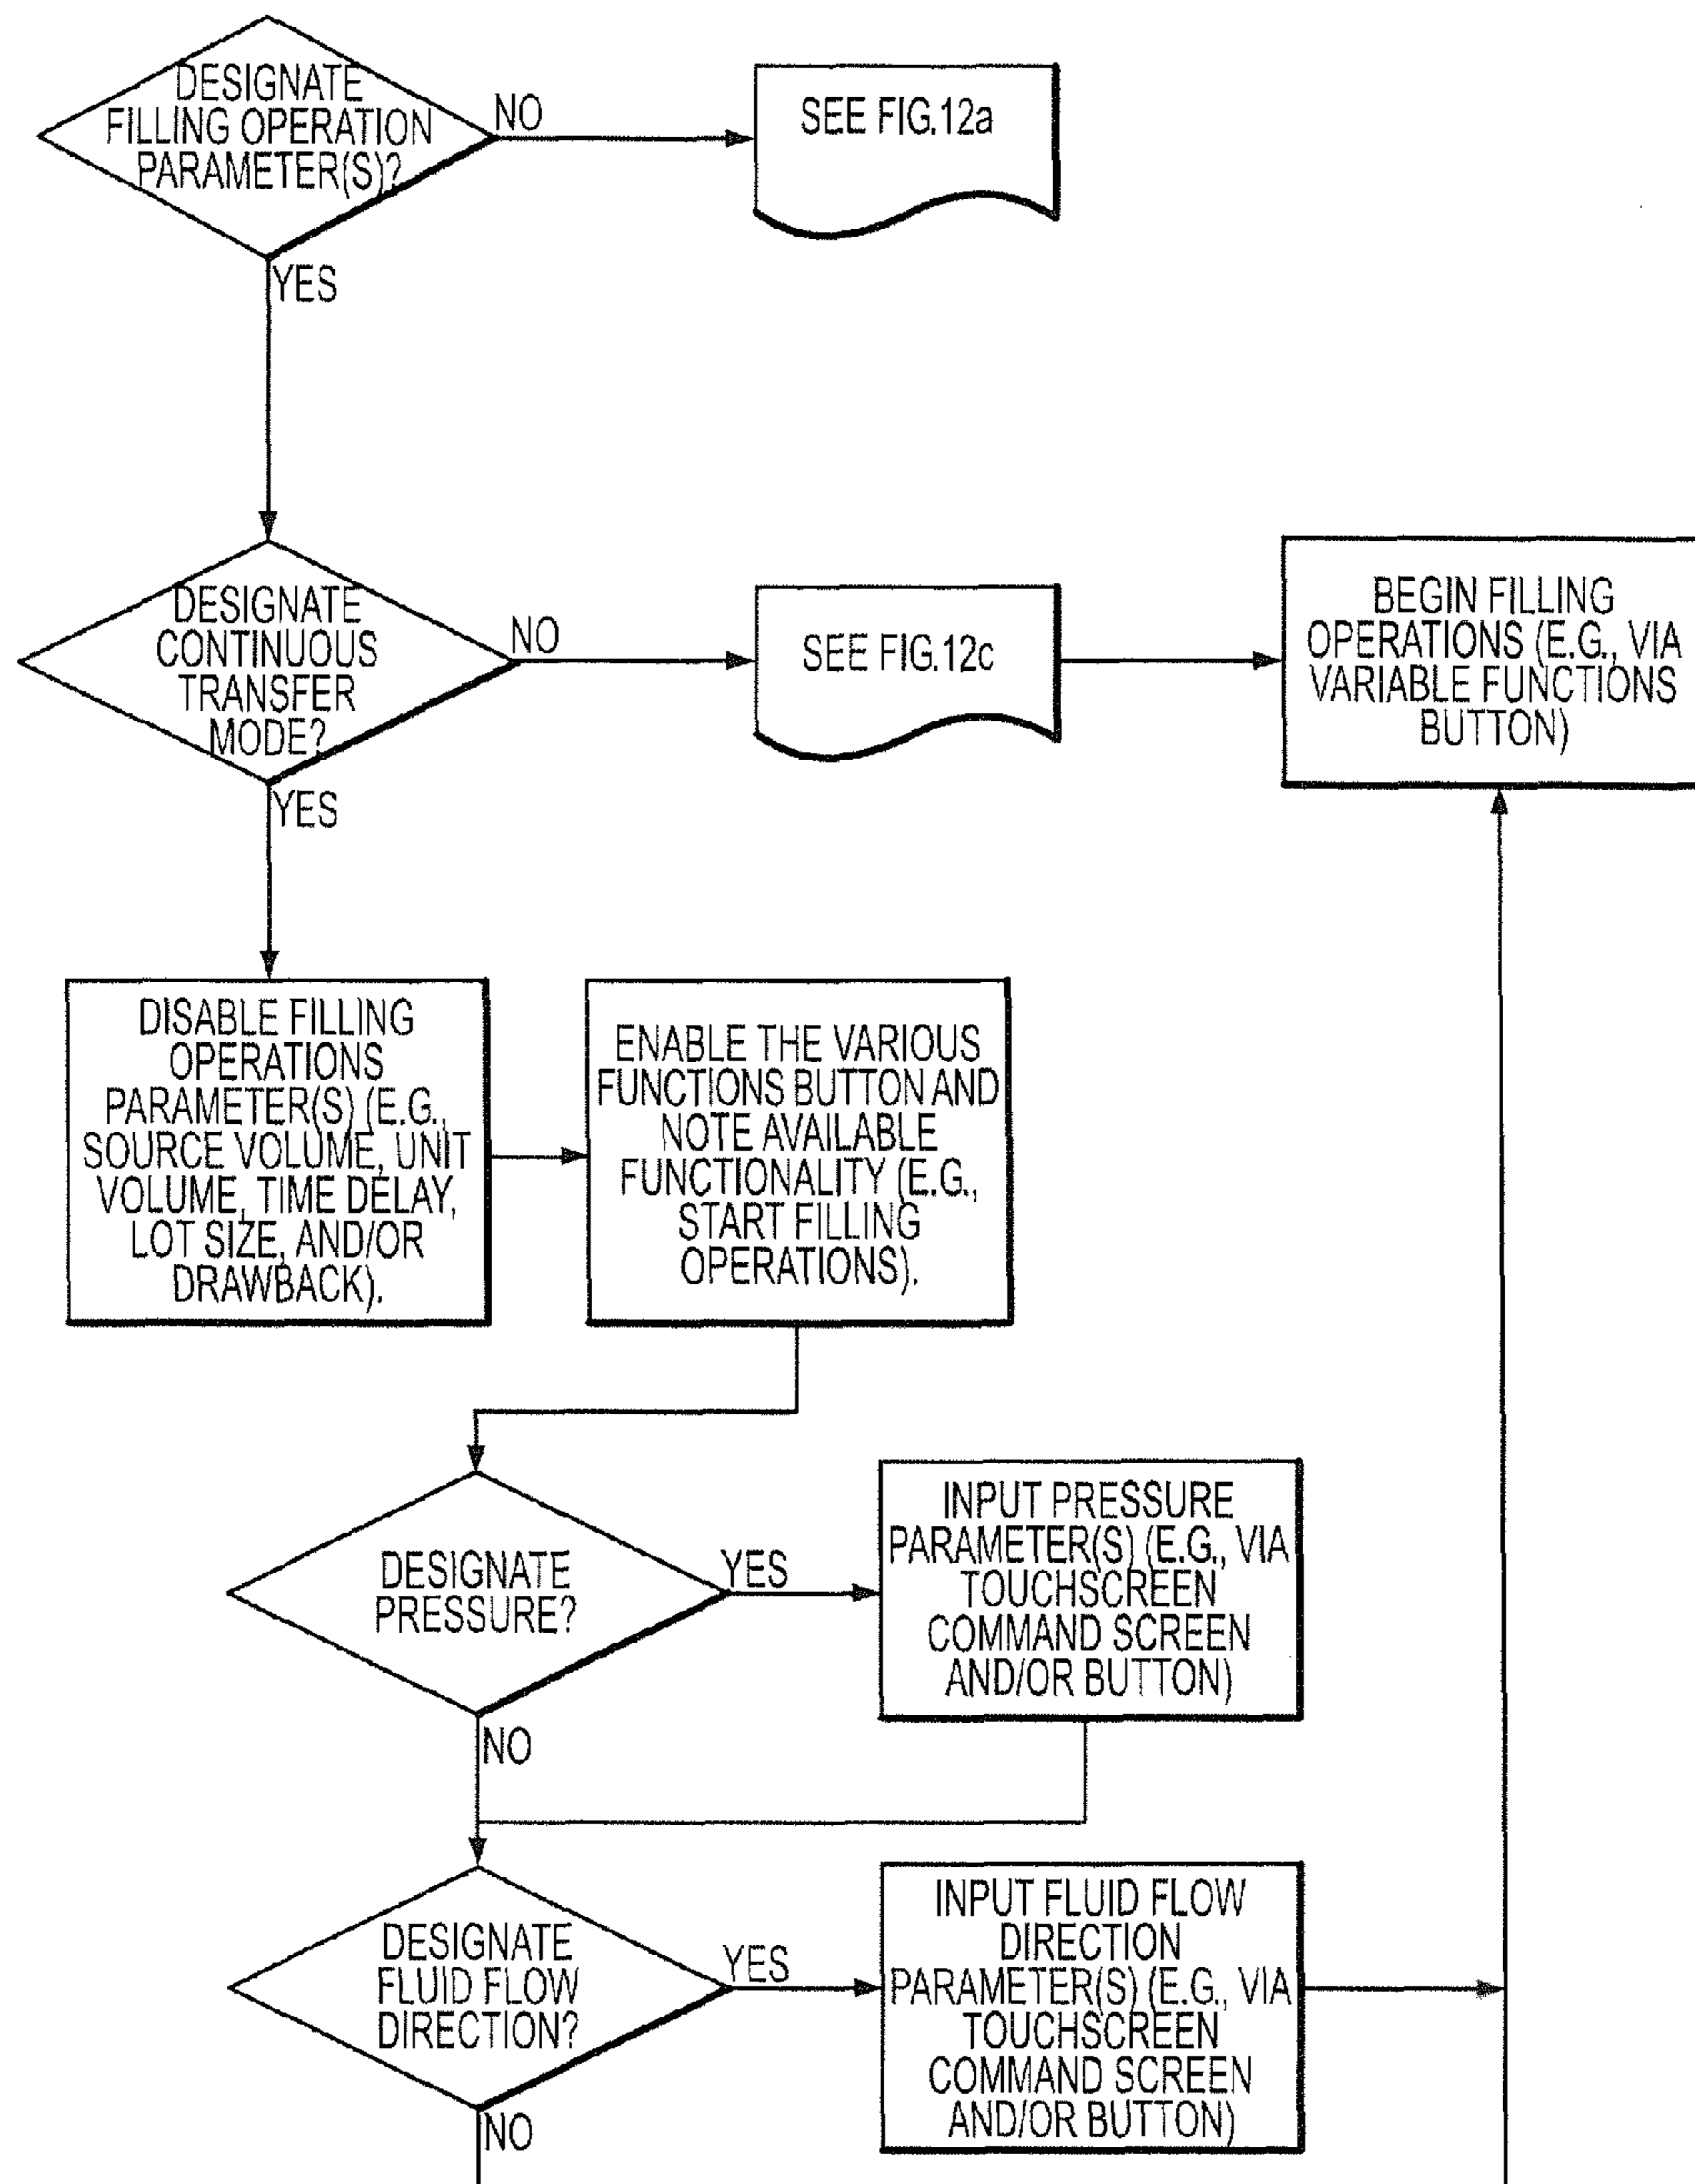 DESIGNATE
FILLING OPERATION
PARAMETER(S)?
NO
SEE FIG.12a
YES
DESIGNATE
CONTINUOUS
TRANSFER
MODE?
NO
SEE FIG.12c
BEGIN FILLING
OPERATIONS (E.G., VIA
VARIABLE FUNCTIONS
BUTTON)
YES
DISABLE FILLING
OPERATIONS
PARAMETER(S) (E.G.,
SOURCE VOLUME, UNIT
VOLUME, TIME DELAY,
LOT SIZE, AND/OR
DRAWBACK).
ENABLE THE VARIOUS
FUNCTIONS BUTTON AND
NOTE AVAILABLE
FUNCTIONALITY (E.G.,
START FILLING
OPERATIONS).
DESIGNATE
PRESSURE?
YES
INPUT PRESSURE
PARAMETER(S) (E.G., VIA
TOUCHSCREEN
COMMAND SCREEN
AND/OR BUTTON)
NO
DESIGNATE
FLUID FLOW
DIRECTION?
YES
INPUT FLUID FLOW
DIRECTION
PARAMETER(S) (E.G., VIA
TOUCHSCREEN
COMMAND SCREEN
AND/OR BUTTON)
NO